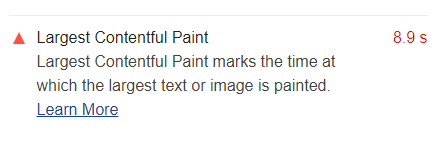 Largest Contentful Paint 8.9 s
Largest Contentful Paint marks the time at
which the largest text or image is painted.
Learn More